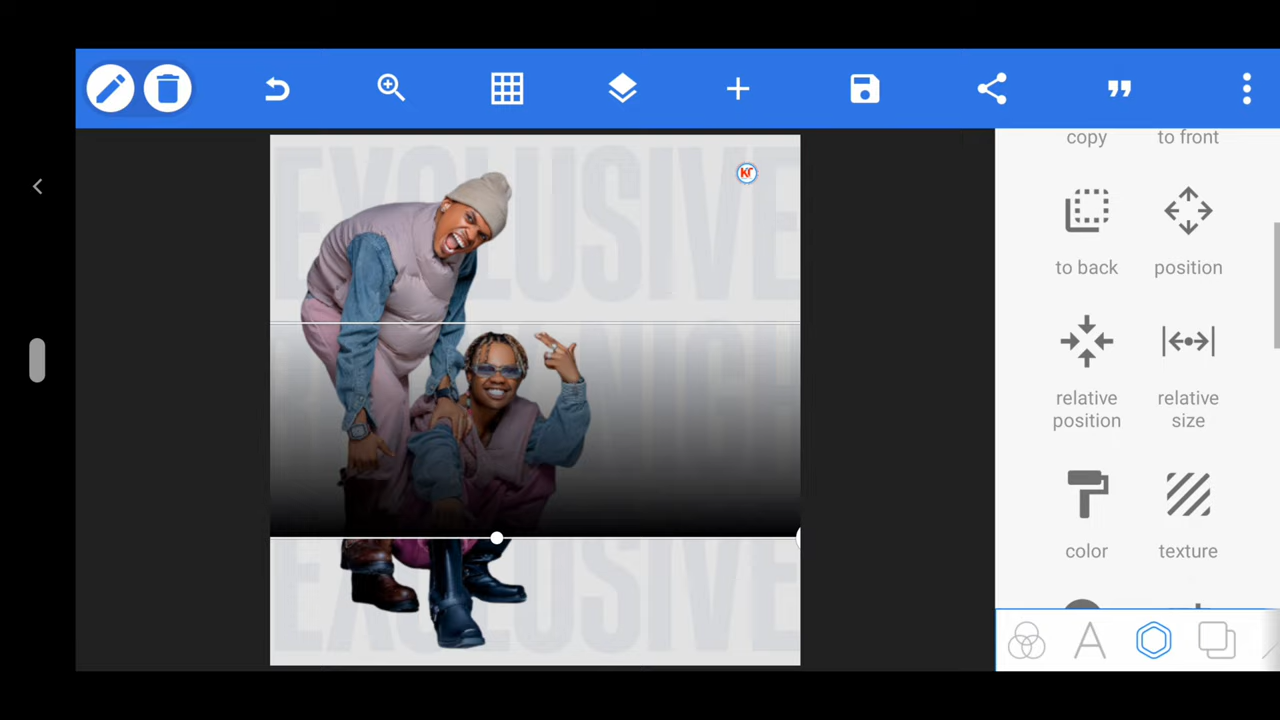 copy to front
EXCLUSIVE
to back position
relative position
relative size
color texture
EXCLUSIVE